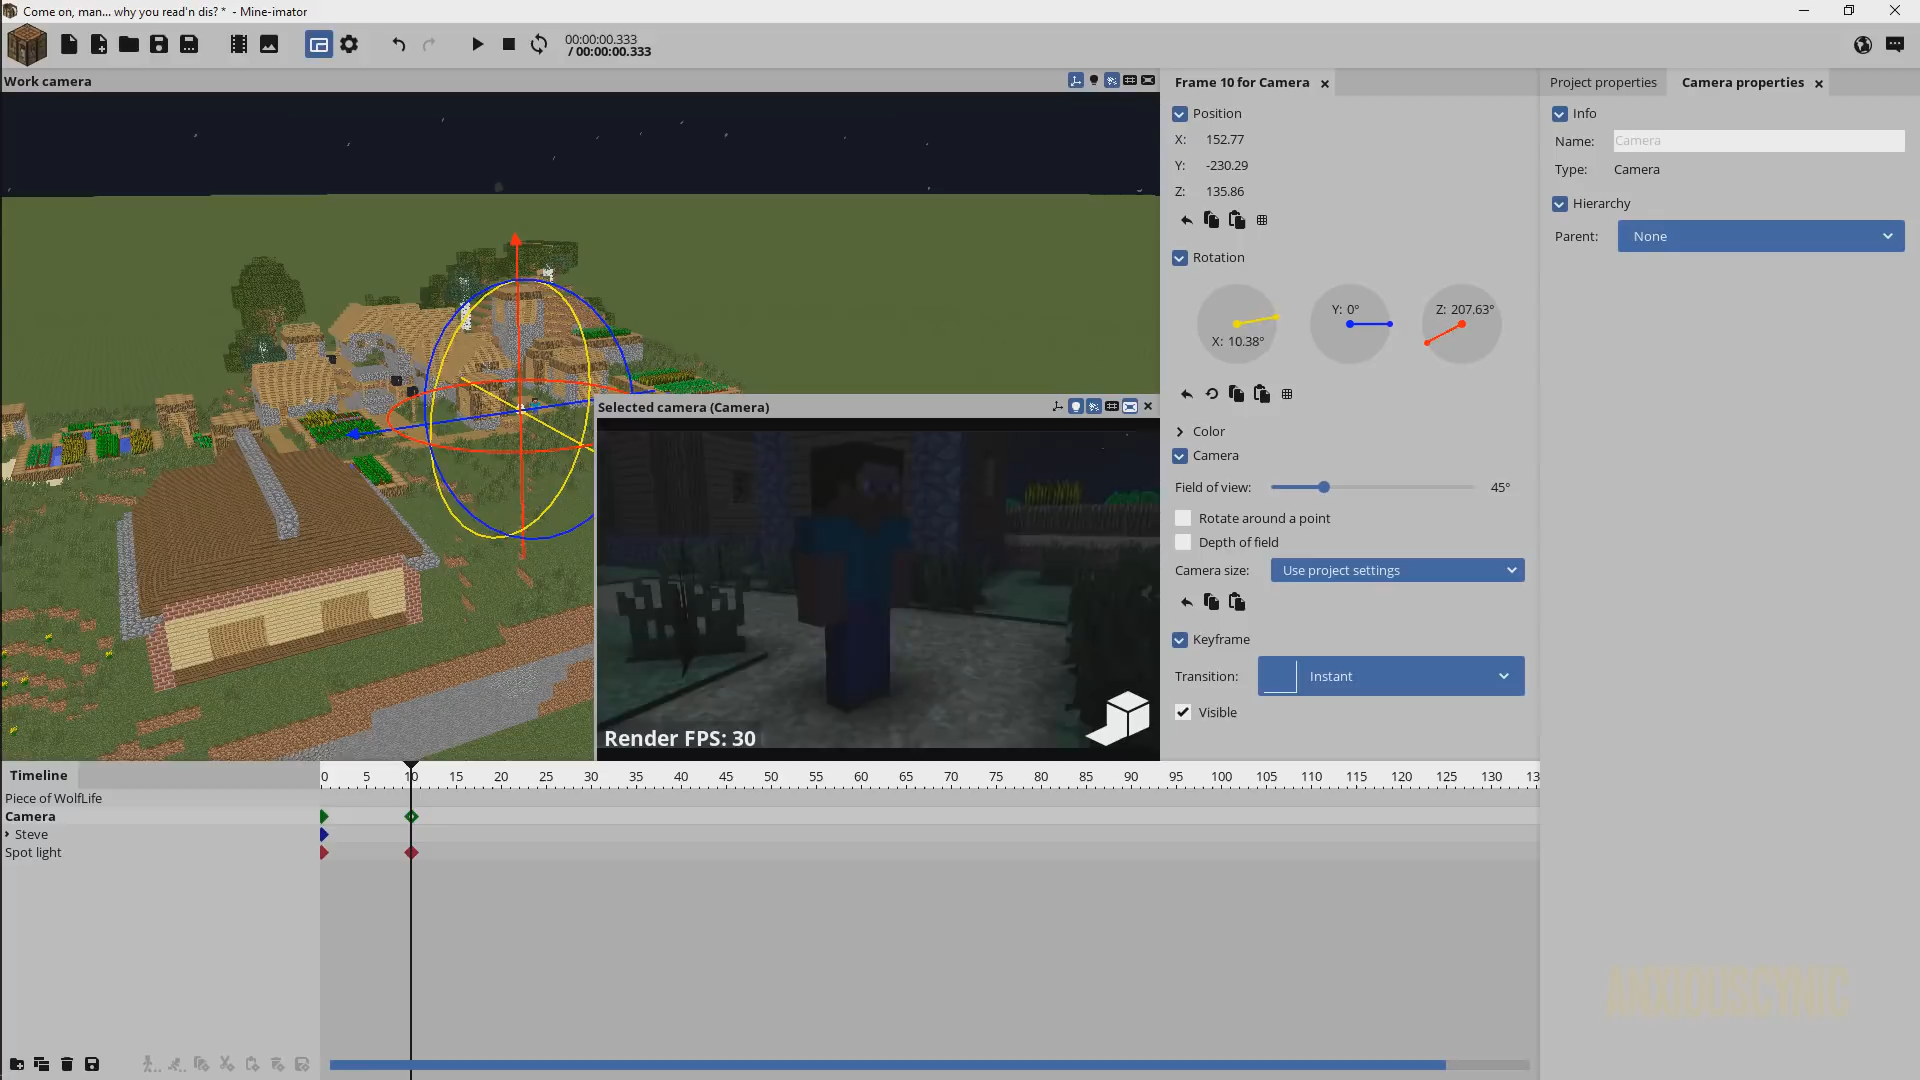 Come on, man... why you read'n dis? * - Mine-imator
00:00:00.333
/ 00:00:00.333
Work camera
Frame 10 for Camera
Project properties
Camera properties
Position
X: 152.77
Y: -230.29
Z: 135.86
Rotation
X: 10.38°
Y: 0°
Z: 207.63°
Color
Camera
Field of view: 45°
Rotate around a point
Depth of field
Camera size: Use project settings
Keyframe
Transition: Instant
Visible
Info
Name: Camera
Type: Camera
Hierarchy
Parent: None
Selected camera (Camera)
Render FPS: 30
Timeline
0 5 10 15 20 25 30 35 40 45 50 55 60 65 70 75 80 85 90 95 100 105 110 115 120 125 130 13
Piece of WolfLife
Camera
Steve
Spot light
ANXIOUSCYNIC